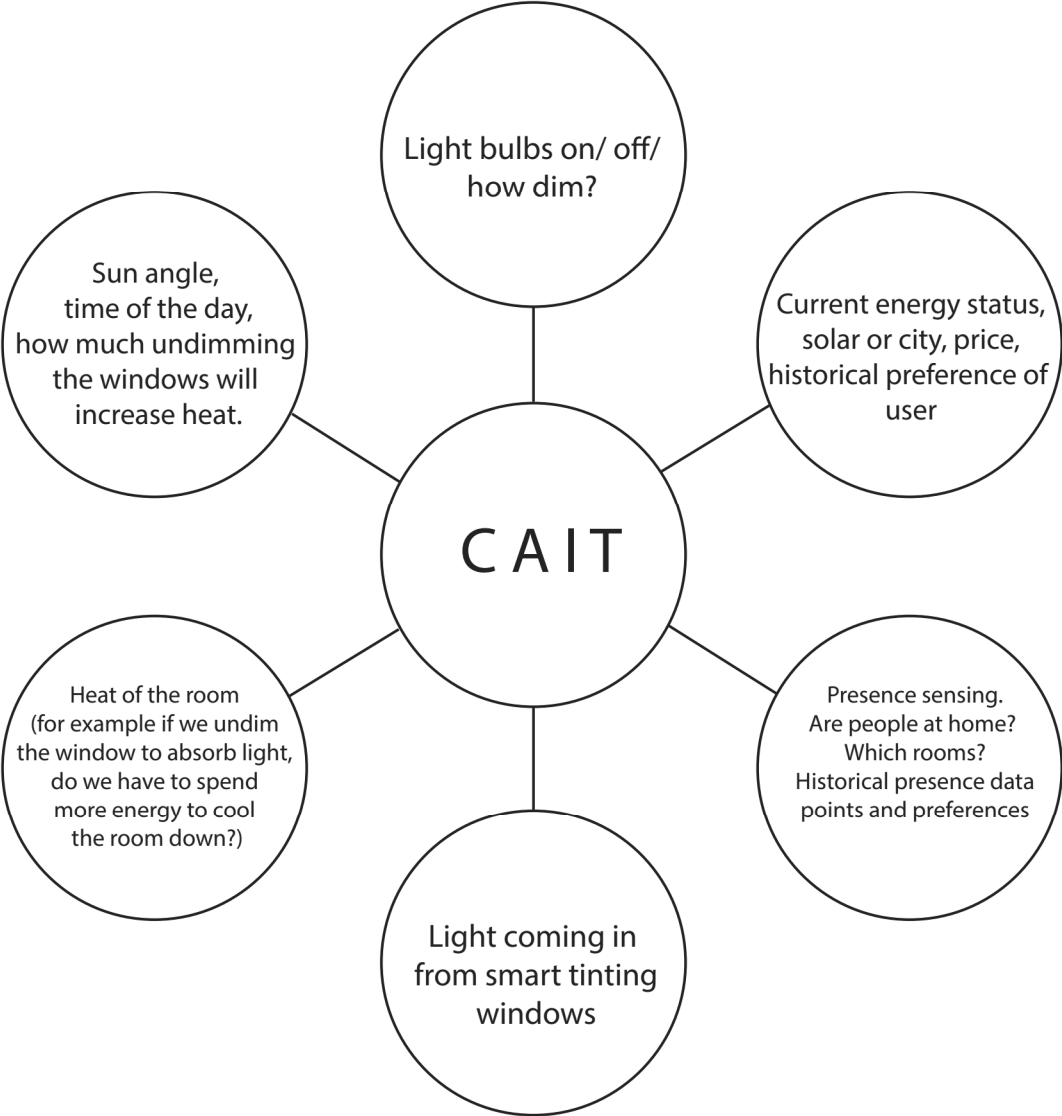 Light bulbs on/ off/
how dim?
Sun angle,
time of the day,
how much undimming
the windows will
increase heat.
Current energy status,
solar or city, price,
historical preference of
user
C A I T
Heat of the room
(for example if we undim
the window to absorb light,
do we have to spend
more energy to cool
the room down?)
Presence sensing.
Are people at home?
Which rooms?
Historical presence data
points and preferences
Light coming in
from smart tinting
windows